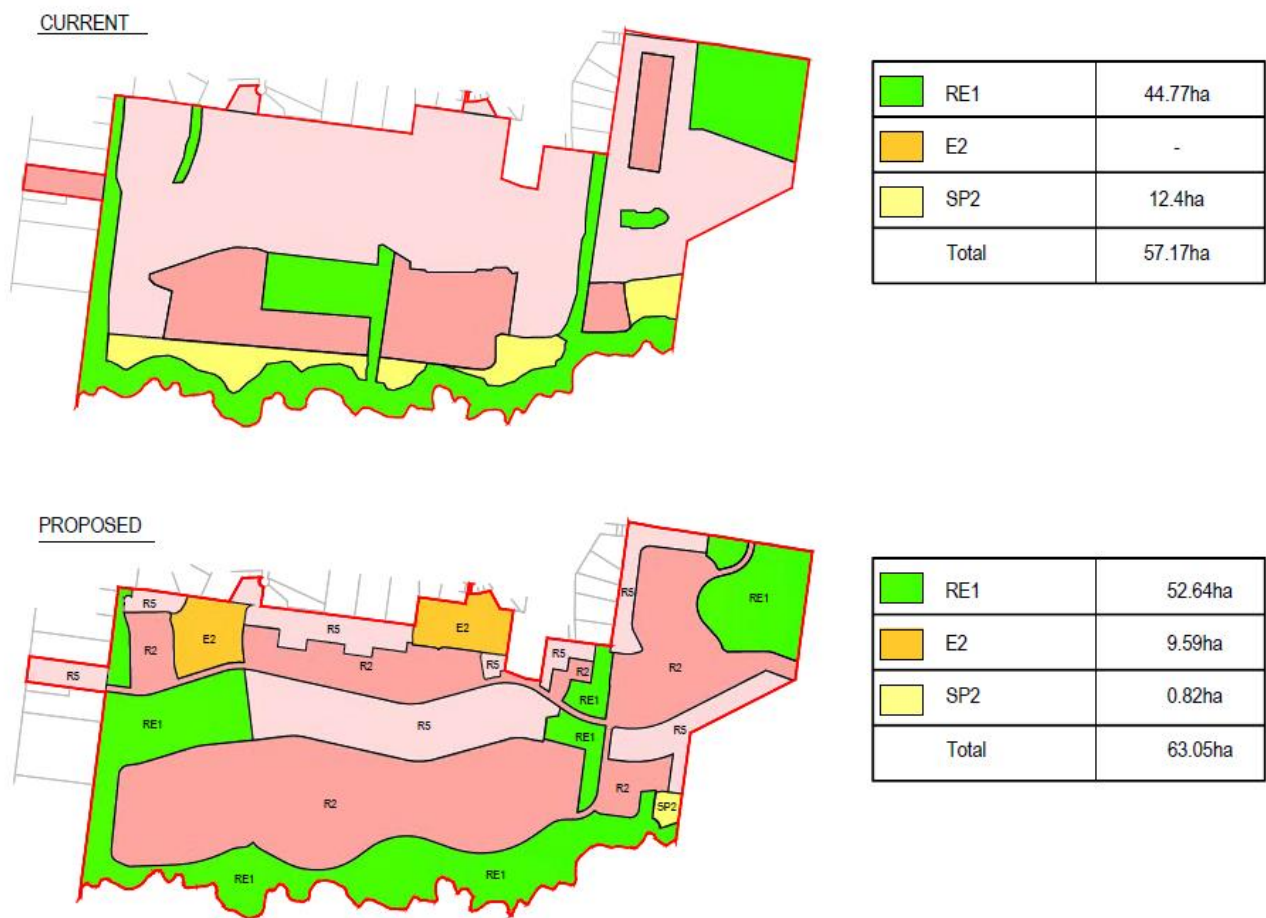 CURRENT
RE1 44.77ha
E2 -
SP2 12.4ha
Total 57.17ha
PROPOSED
RE1 52.64ha
E2 9.59ha
SP2 0.82ha
Total 63.05ha
R5
R2
E2
R5
E2
R5
R2
R5
R5
R2
RE1
R5
RE1
R2
R5
RE1
R5
RE1
R5
R2
R2
SP2
RE1
RE1